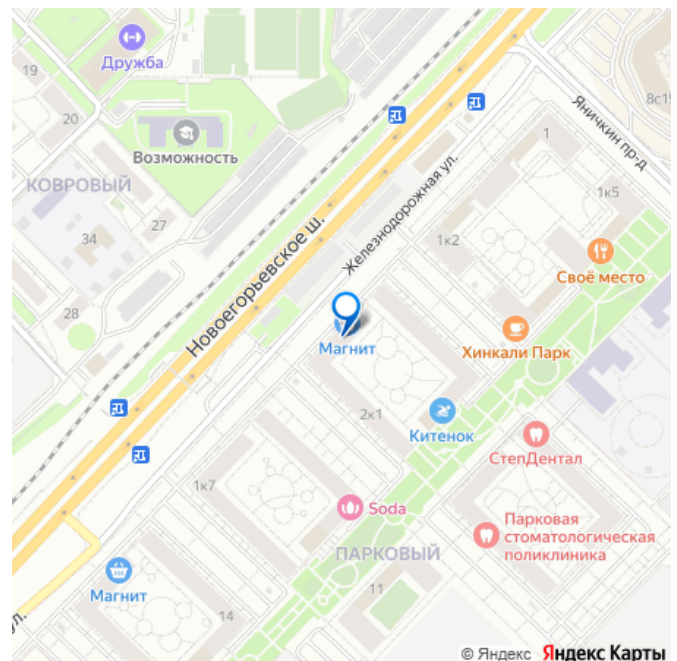 19
Дружба
20
Возможность
КОВРОВЫЙ
27
34
28
Новоегорьевское ш.
Железнодорожная ул.
Яничкин пр-д
8с15
1
1к5
1к2
Своё место
Магнит
Хинкали Парк
2к1
Китенок
СтепДентал
1к7
Soda
Парковая
стоматологическая
поликлиника
ПАРКОВЫЙ
Магнит
11
14
ул.
© Яндекс Яндекс Карты